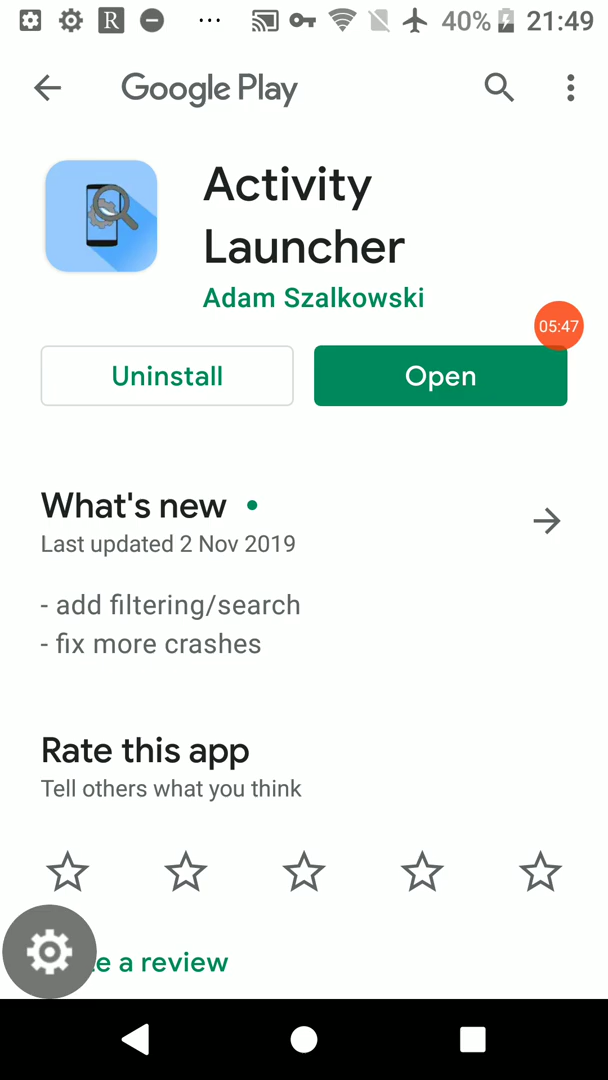 R ... 40% 21:49
Google Play
Activity
Launcher
Adam Szalkowski
05:47
Uninstall Open
What's new
Last updated 2 Nov 2019
- add filtering/search
- fix more crashes
Rate this app
Tell others what you think
e a review